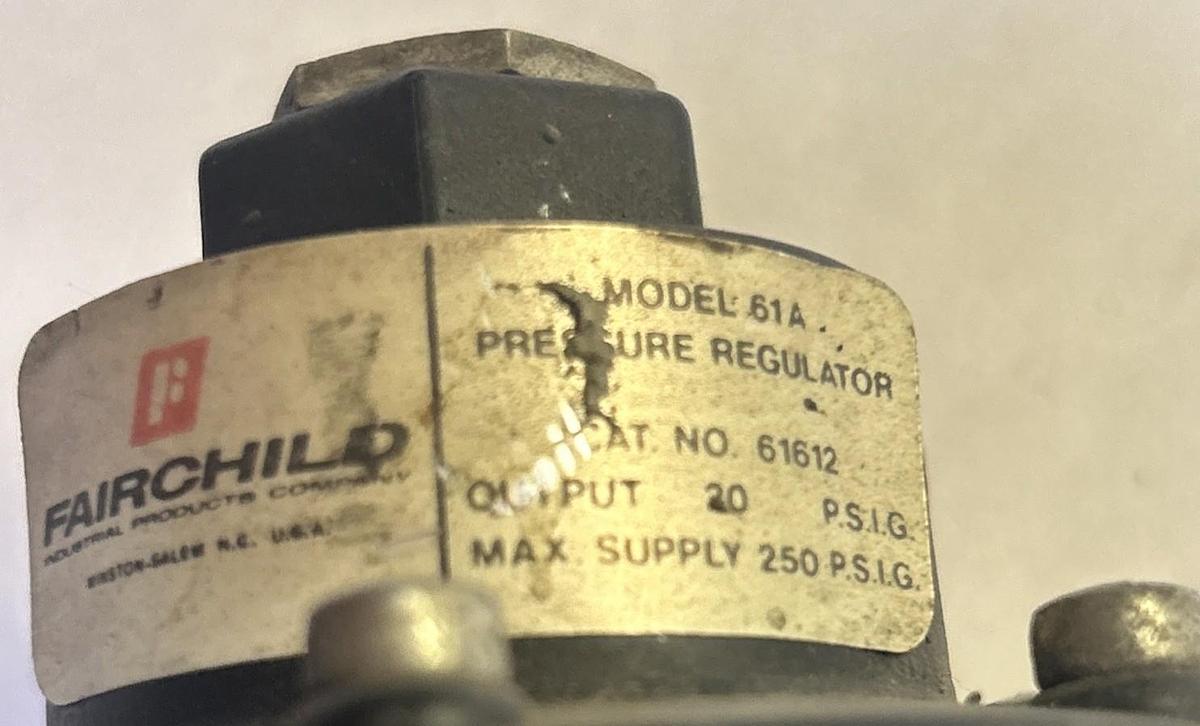 FAIRCHILD
INDUSTRIAL PRODUCTS COMPANY
WINSTON-SALEM N.C. U.S.A.
MODEL 61A
PRESSURE REGULATOR
CAT. NO. 61612
OUTPUT 20 P.S.I.G.
MAX. SUPPLY 250 P.S.I.G.